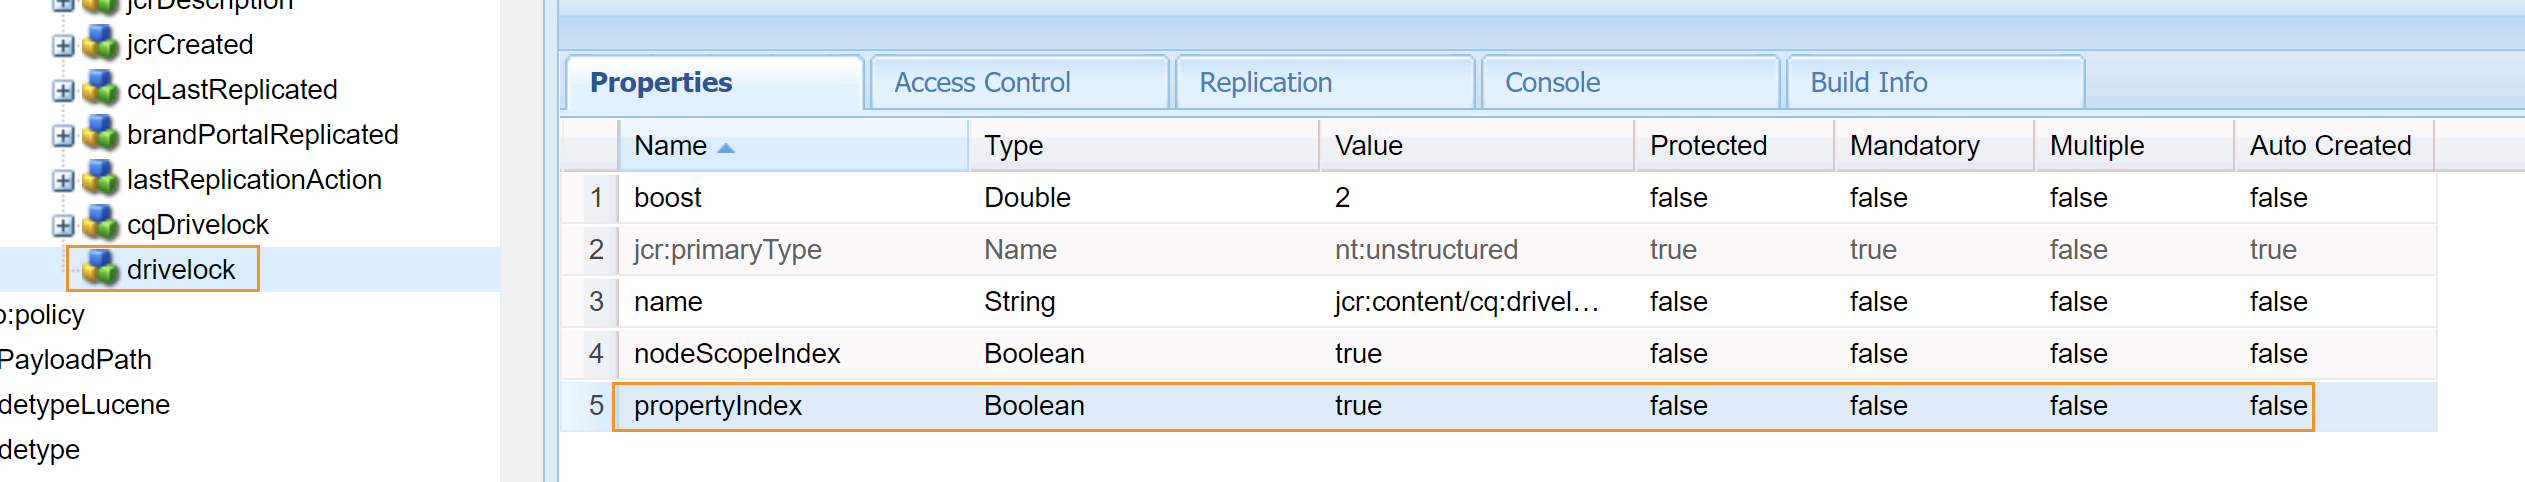 jcrDescription
jcrCreated
cqLastReplicated
brandPortalReplicated
lastReplicationAction
cqDrivelock
drivelock
o:policy
PayloadPath
detypeLucene
detype
Properties Access Control Replication Console Build Info
Name Type Value Protected Mandatory Multiple Auto Created
1 boost Double 2 false false false false
2 jcr:primaryType Name nt:unstructured true true false true
3 name String jcr:content/cq:drivel... false false false false
4 nodeScopeIndex Boolean true false false false false
5 propertyIndex Boolean true false false false false